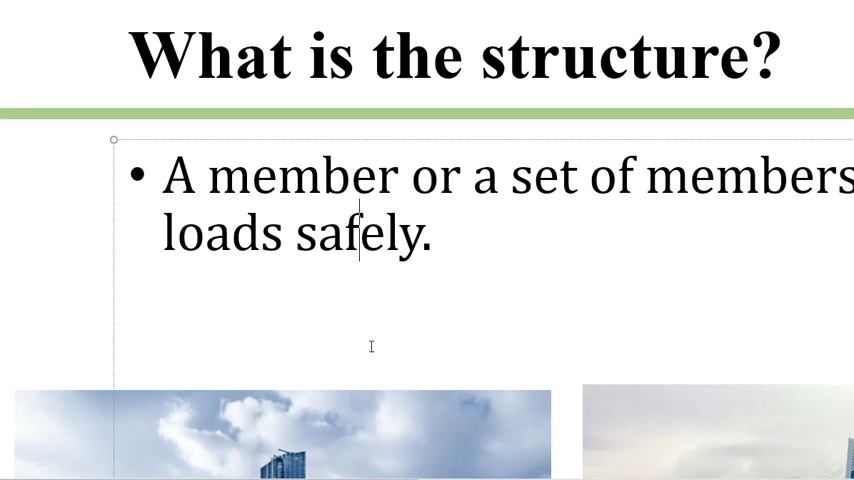 What is the structure?
• A member or a set of members
loads safely.